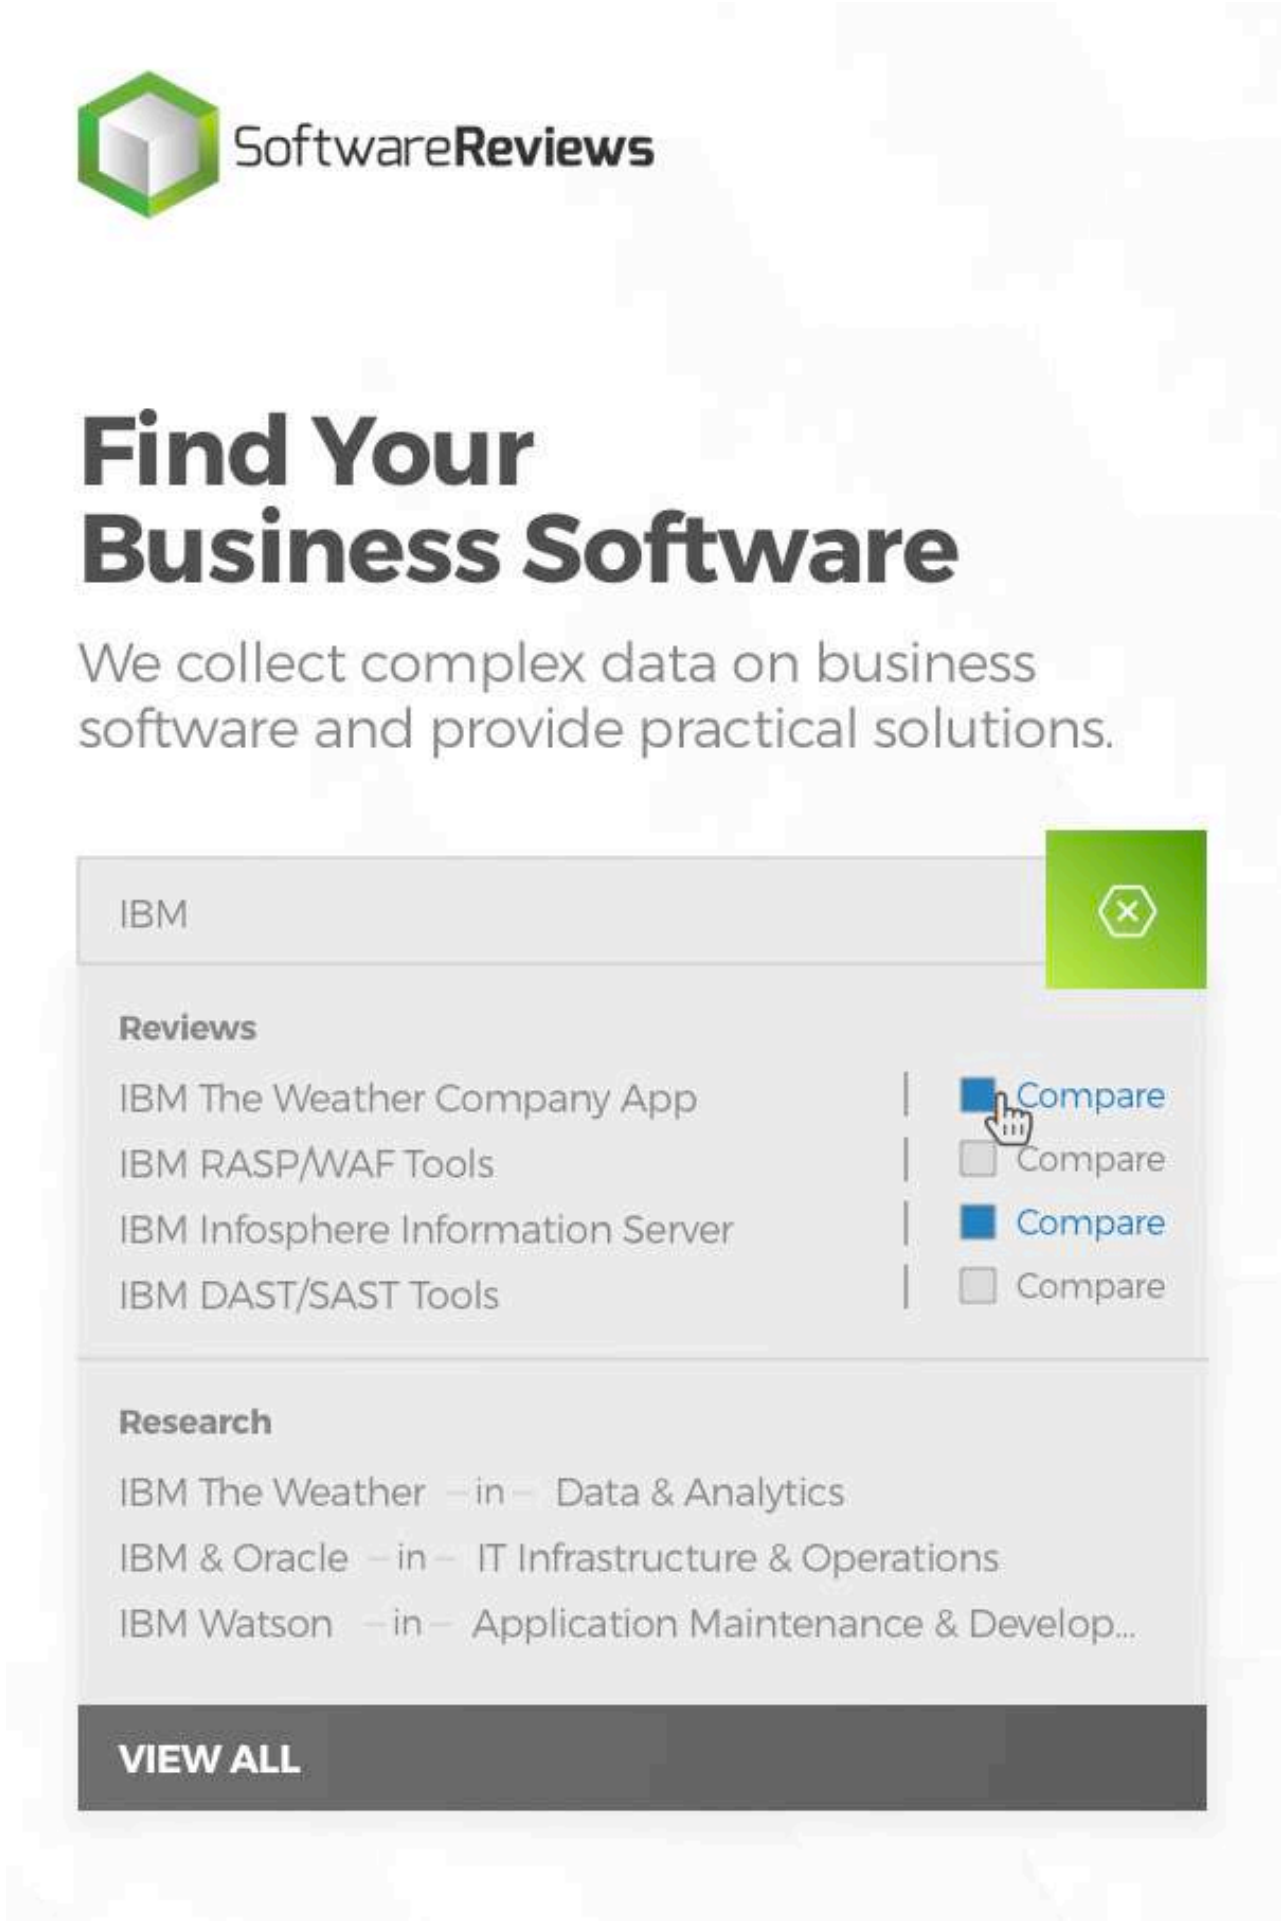 SoftwareReviews
Find Your
Business Software
We collect complex data on business
software and provide practical solutions.
IBM
Reviews
IBM The Weather Company App | Compare
IBM RASP/WAF Tools | Compare
IBM Infosphere Information Server | Compare
IBM DAST/SAST Tools | Compare
Research
IBM The Weather – in – Data & Analytics
IBM & Oracle – in – IT Infrastructure & Operations
IBM Watson – in – Application Maintenance & Develop...
VIEW ALL